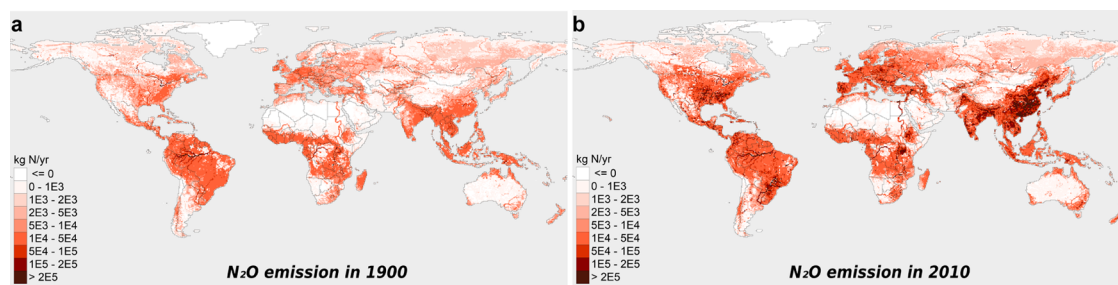 a
kg N/yr
<= 0
0 - 1E3
1E3 - 2E3
2E3 - 5E3
5E3 - 1E4
1E4 - 5E4
5E4 - 1E5
1E5 - 2E5
> 2E5
N₂O emission in 1900
b
kg N/yr
<= 0
0 - 1E3
1E3 - 2E3
2E3 - 5E3
5E3 - 1E4
1E4 - 5E4
5E4 - 1E5
1E5 - 2E5
> 2E5
N₂O emission in 2010